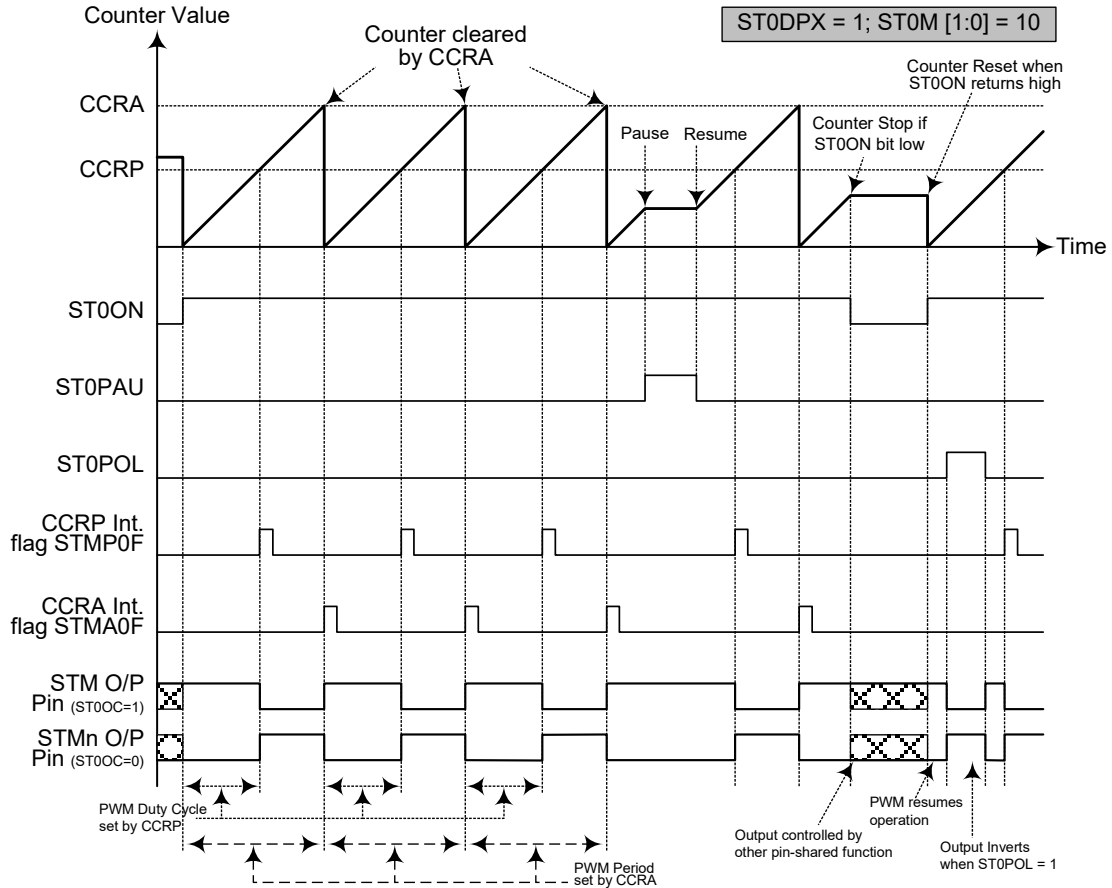 Counter Value
ST0DPX = 1; ST0M [1:0] = 10
Counter cleared
by CCRA
Counter Reset when
ST0ON returns high
CCRA
Pause
Resume
Counter Stop if
ST0ON bit low
CCRP
Time
ST0ON
ST0PAU
ST0POL
CCRP Int.
flag STMP0F
CCRA Int.
flag STMA0F
STM O/P
Pin (ST0OC=1)
STMn O/P
Pin (ST0OC=0)
PWM Duty Cycle
set by CCRP
PWM resumes
operation
Output controlled by
other pin-shared function
Output Inverts
when ST0POL = 1
PWM Period
set by CCRA